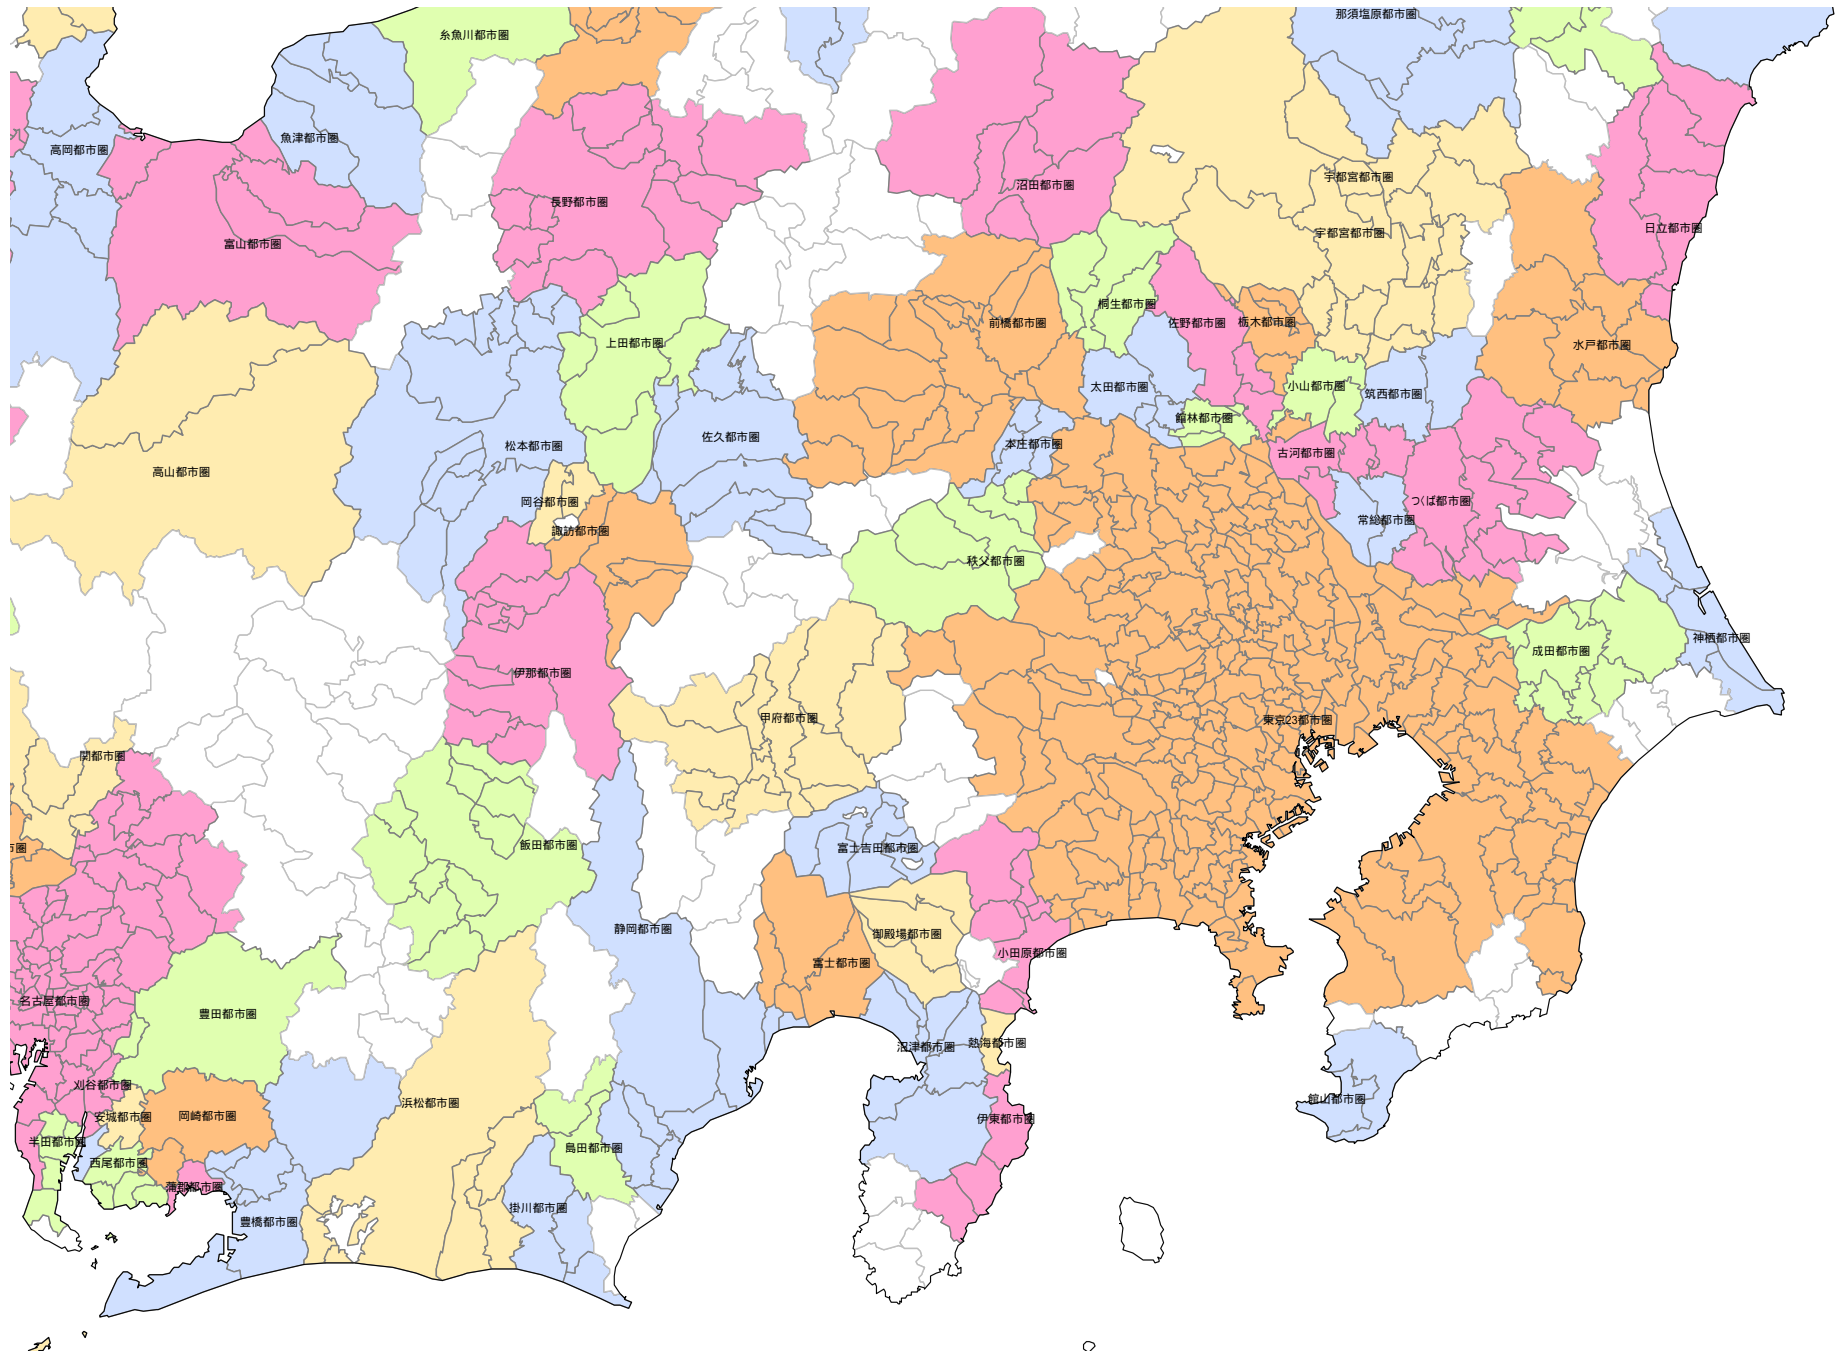 那須塩原都市圏
糸魚川都市圏
魚津都市圏
高岡都市圏
宇都宮都市圏
沼田都市圏
長野都市圏
日立都市圏
宇都宮都市圏
富山都市圏
桐生都市圏
前橋都市圏
佐野都市圏
栃木都市圏
上田都市圏
水戸都市圏
太田都市圏
小山都市圏
筑西都市圏
館林都市圏
佐久都市圏
本庄都市圏
松本都市圏
古河都市圏
高山都市圏
岡谷都市圏
つくば都市圏
常総都市圏
諏訪都市圏
秩父都市圏
神栖都市圏
成田都市圏
伊那都市圏
甲府都市圏
東京23都市圏
関都市圏
飯田都市圏
富士吉田都市圏
市圏
静岡都市圏
御殿場都市圏
小田原都市圏
富士都市圏
名古屋都市圏
豊田都市圏
熱海都市圏
沼津都市圏
刈谷都市圏
館山都市圏
浜松都市圏
岡崎都市圏
安城都市圏
伊東都市圏
半田都市圏
島田都市圏
西尾都市圏
蒲郡都市圏
掛川都市圏
豊橋都市圏